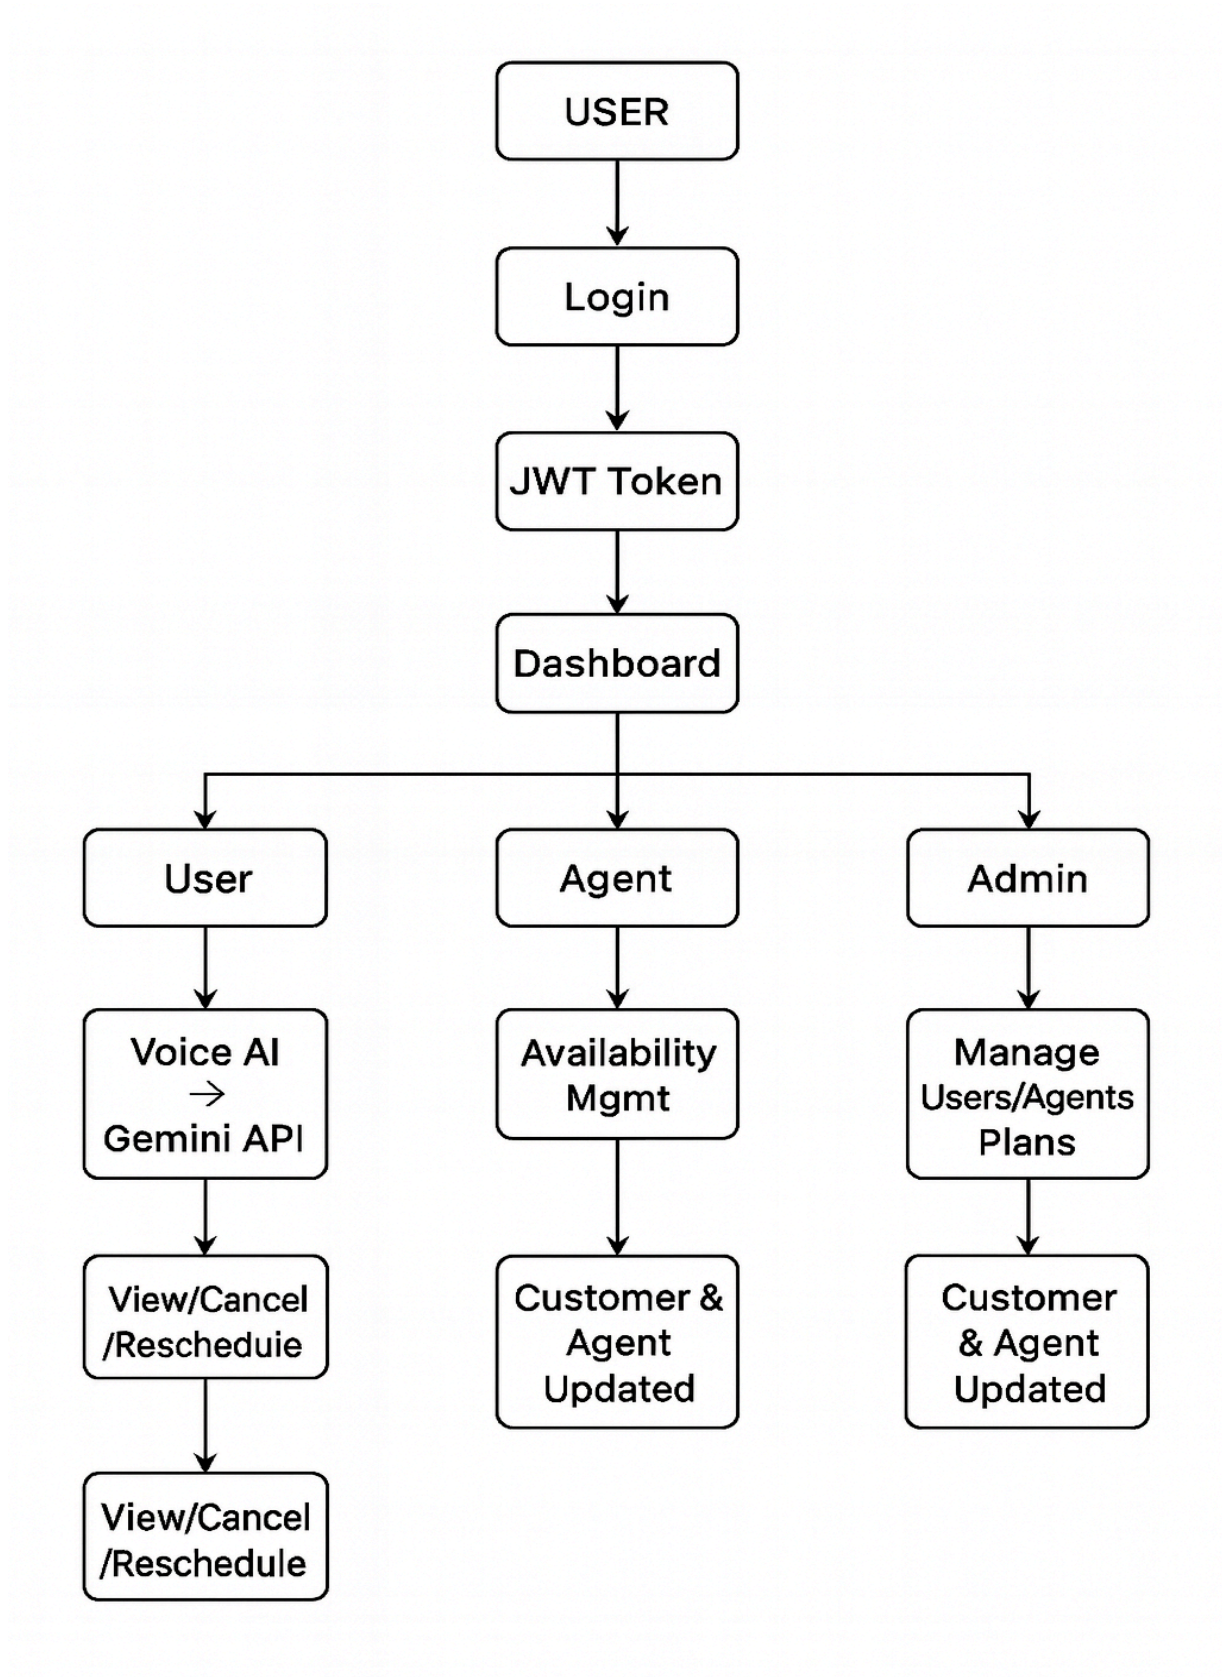 USER
Login
JWT Token
Dashboard
User
Agent
Admin
Voice AI
→
Gemini API
Availability
Mgmt
Manage
Users/Agents
Plans
View/Cancel
/Rescheduie
Customer &
Agent
Updated
Customer
& Agent
Updated
View/Cancel
/Reschedule